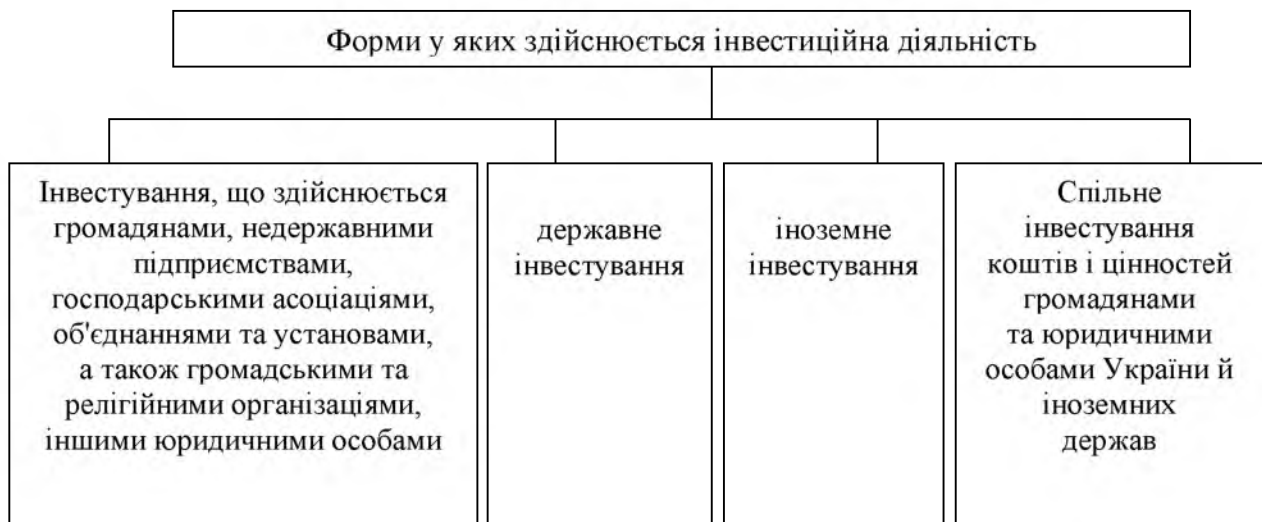 Форми у яких здійснюється інвестиційна діяльність
Інвестування, що здійснюється
громадянами, недержавними
підприємствами,
господарськими асоціаціями,
об'єднаннями та установами,
а також громадськими та
релігійними організаціями,
іншими юридичними особами
державне
інвестування
іноземне
інвестування
Спільне
інвестування
коштів і цінностей
громадянами
та юридичними
особами України й
іноземних
держав